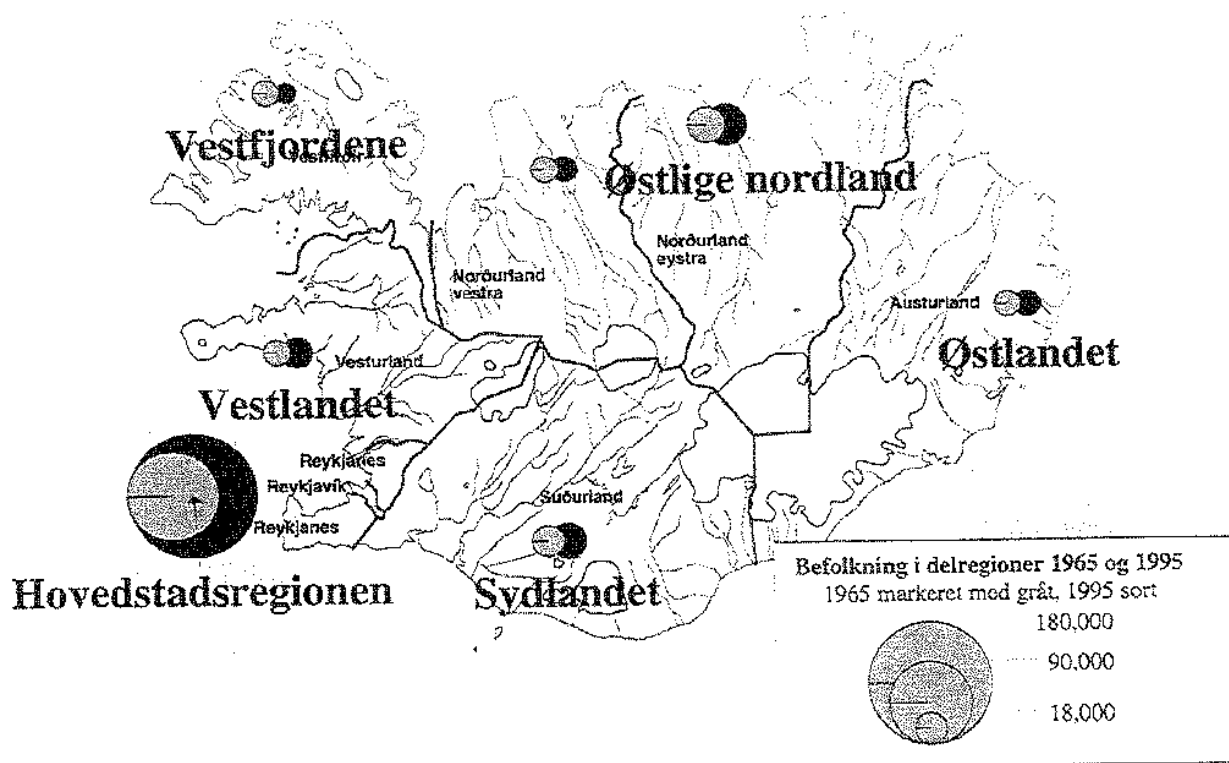 Vestfjordene
Østlige nordland
Norðurland
eystra
Norðurland
vestra
Austurland
Østlandet
Vesturland
Vestlandet
Reykjanes
Reykjavík
Reykjanes
Suðurland
Hovedstadsregionen
Sydlandet
Befolkning i delregioner 1965 og 1995
1965 markeret med gråt, 1995 sort
180,000
90,000
18,000